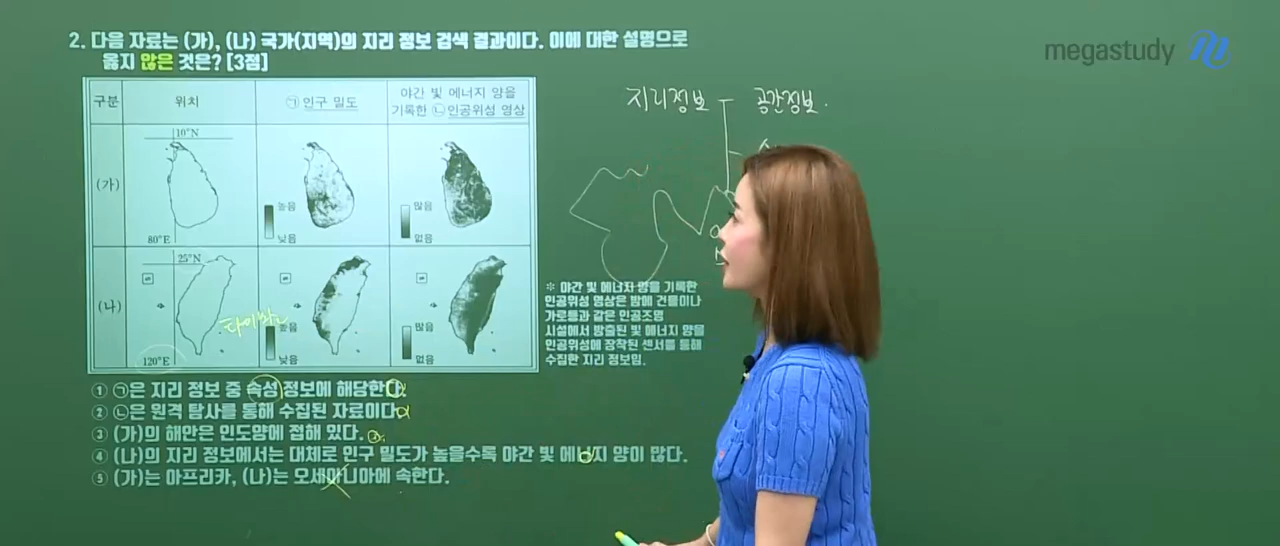 2. 다음 자료는 (가), (나) 국가(지역)의 지리 정보 검색 결과이다. 이에 대한 설명으로
옳지 않은 것은? [3점]
megastudy
구분
위치
㉠ 인구 밀도
야간 빛 에너지 양을
기록한 ㉡ 인공위성 영상
지리정보
공간정보.
(가)
10°N
80°E
높음
낮음
많음
없음
(나)
25°N
120°E
타이완
높음
낮음
많음
없음
※ 야간 빛 에너지 양을 기록한
인공위성 영상은 밤에 건물이나
가로등과 같은 인공조명
시설에서 방출된 빛 에너지 양을
인공위성에 장착된 센서를 통해
수집한 지리 정보임.
① ㉠은 지리 정보 중 속성 정보에 해당한다.
② ㉡은 원격 탐사를 통해 수집된 자료이다.
③ (가)의 해안은 인도양에 접해 있다.
④ (나)의 지리 정보에서는 대체로 인구 밀도가 높을수록 야간 빛 에너지 양이 많다.
⑤ (가)는 아프리카, (나)는 오세아니아에 속한다.